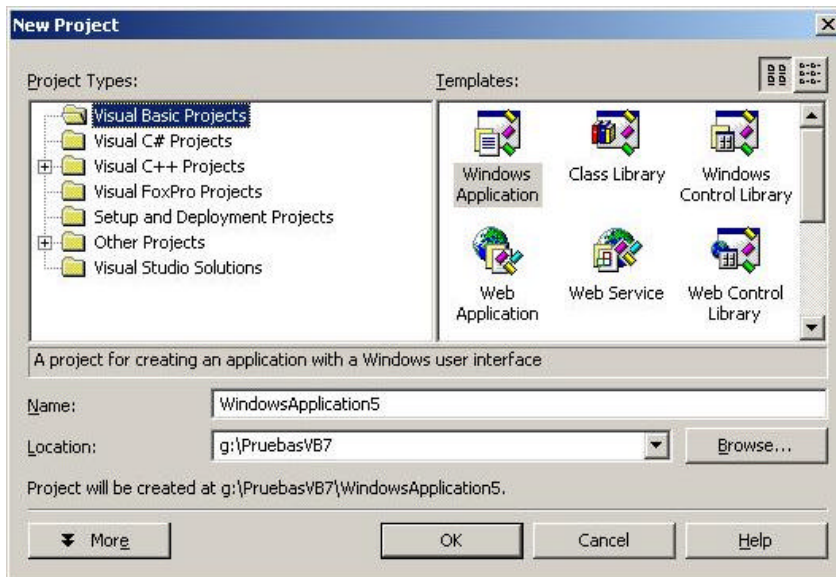 New Project
Project Types:
Templates:
Visual Basic Projects
Visual C# Projects
Visual C++ Projects
Visual FoxPro Projects
Setup and Deployment Projects
Other Projects
Visual Studio Solutions
Windows
Application
Class Library
Windows
Control Library
Web
Application
Web Service
Web Control
Library
A project for creating an application with a Windows user interface
Name:
WindowsApplication5
Location:
g:\PruebasVB7
Browse...
Project will be created at g:\PruebasVB7\WindowsApplication5.
More
OK
Cancel
Help